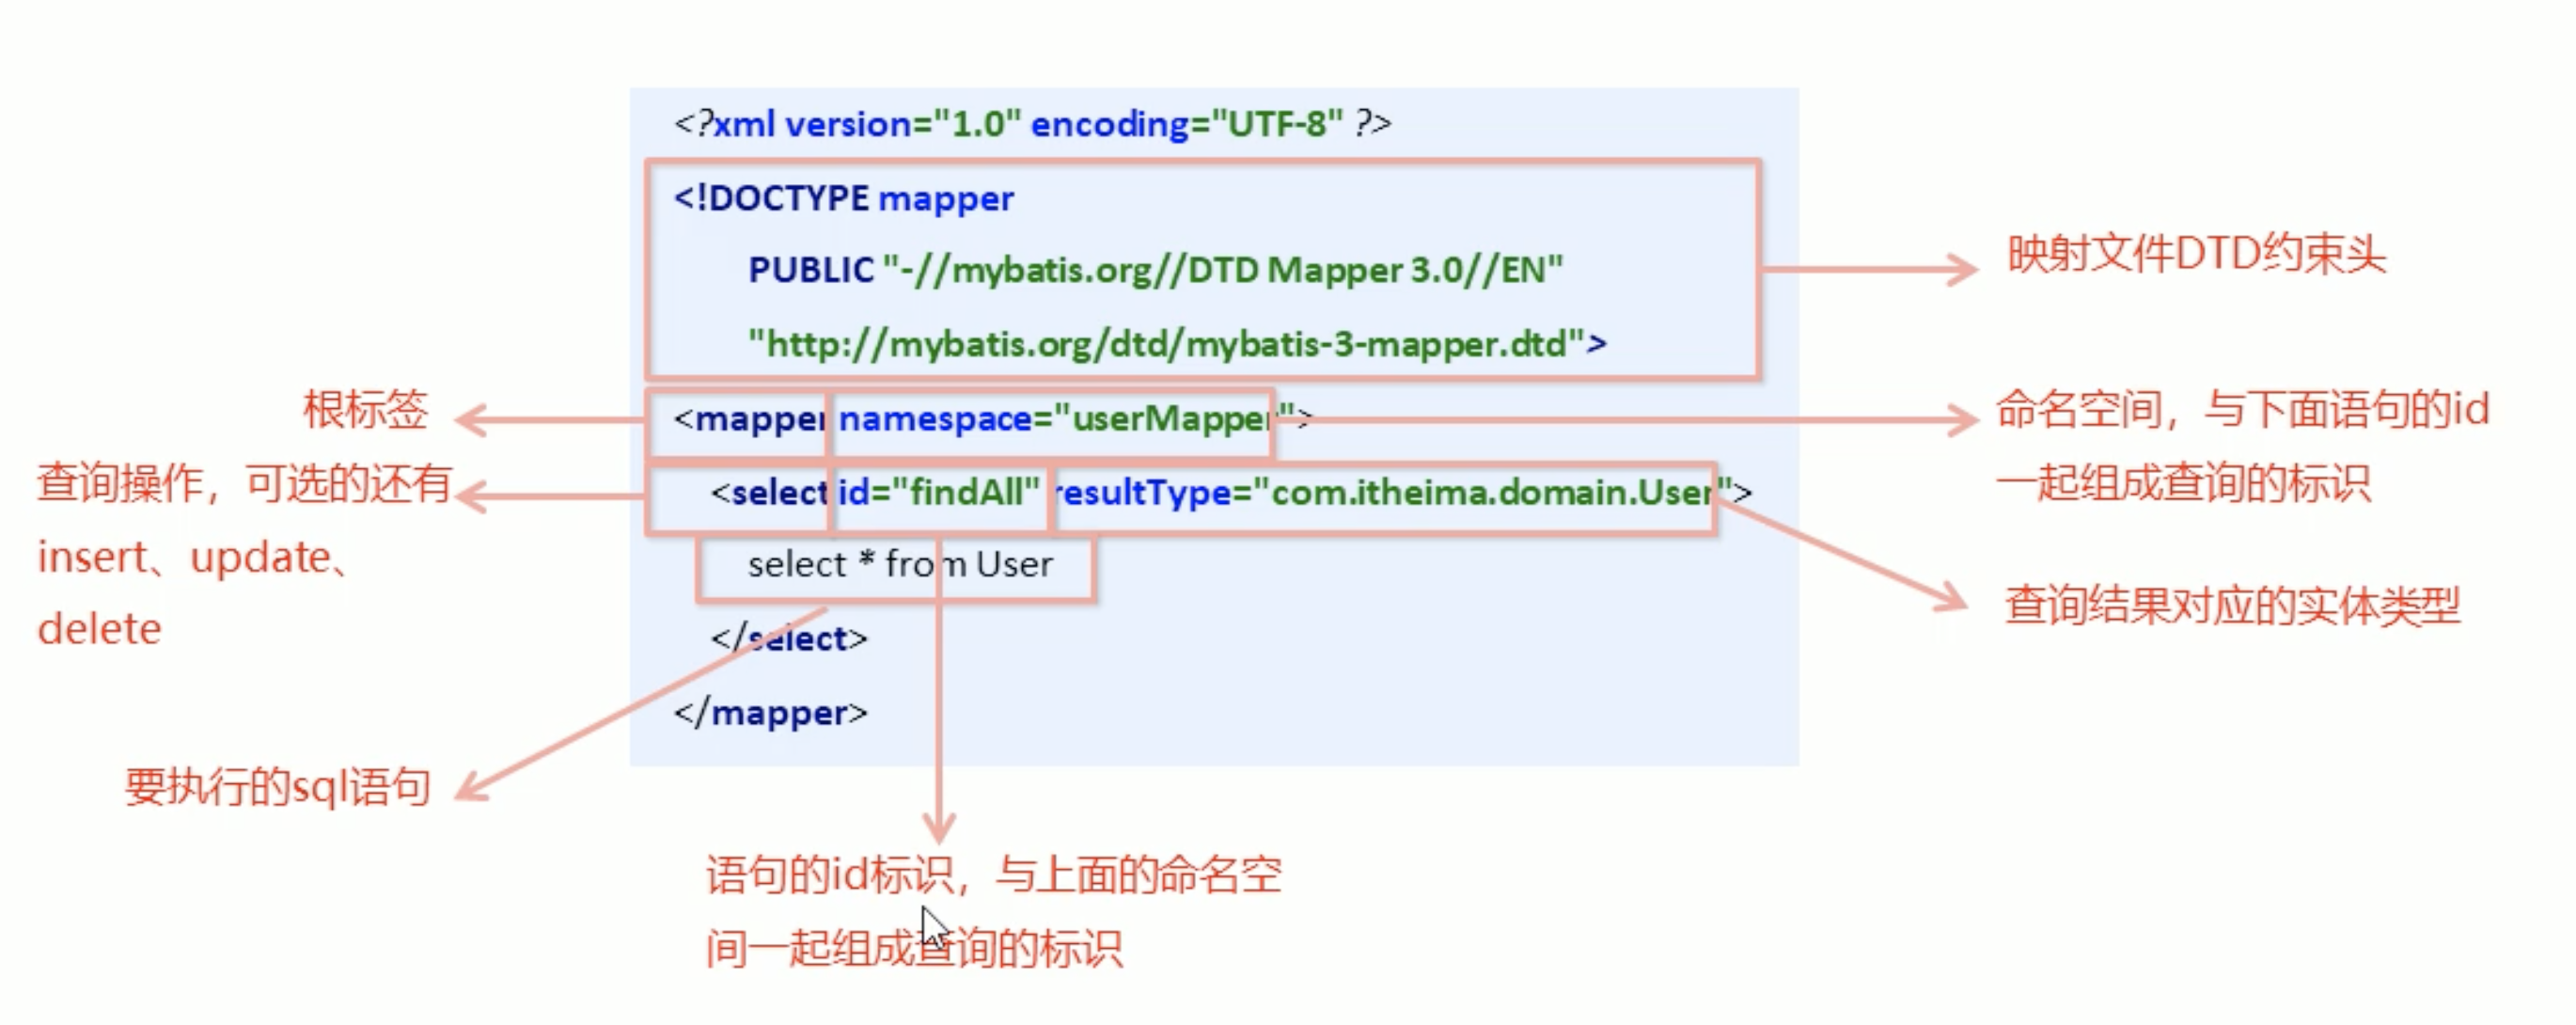 <?xml version="1.0" encoding="UTF-8" ?>
<!DOCTYPE mapper
PUBLIC "-//mybatis.org//DTD Mapper 3.0//EN"
"http://mybatis.org/dtd/mybatis-3-mapper.dtd">
映射文件DTD约束头
根标签
<mapper namespace="userMapper">
命名空间，与下面语句的id
一起组成查询的标识
查询操作，可选的还有
insert、update、
delete
<select id="findAll" resultType="com.itheima.domain.User">
查询结果对应的实体类型
select * from User
</select>
</mapper>
要执行的sql语句
语句的id标识，与上面的命名空
间一起组成查询的标识